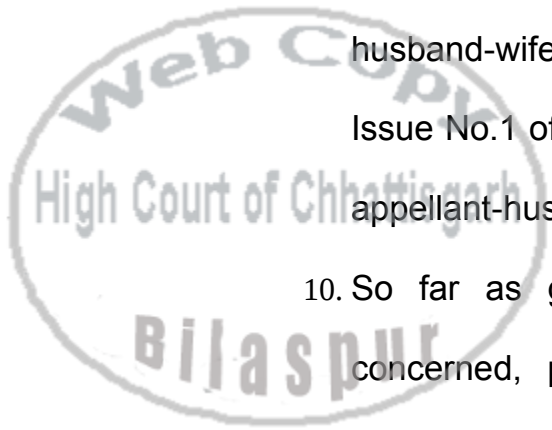 Web Copy
husband-wife
Issue No.1 of
High Court of Chhattisgarh
appellant-hus
10. So far as g
Bilaspur
concerned, p